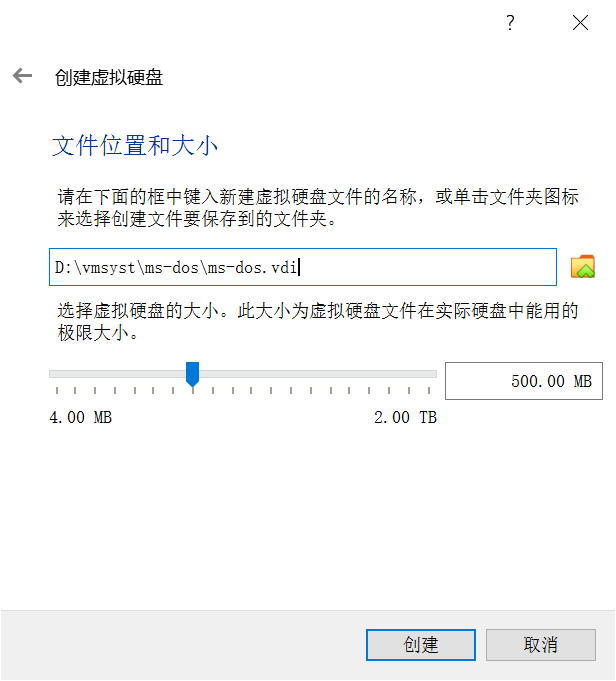 ?
创建虚拟硬盘
文件位置和大小
请在下面的框中键入新建虚拟硬盘文件的名称，或单击文件夹图标
来选择创建文件要保存到的文件夹。
D:\vmsyst\ms-dos\ms-dos.vdi
选择虚拟硬盘的大小。此大小为虚拟硬盘文件在实际硬盘中能用的
极限大小。
500.00 MB
4.00 MB 2.00 TB
创建 取消